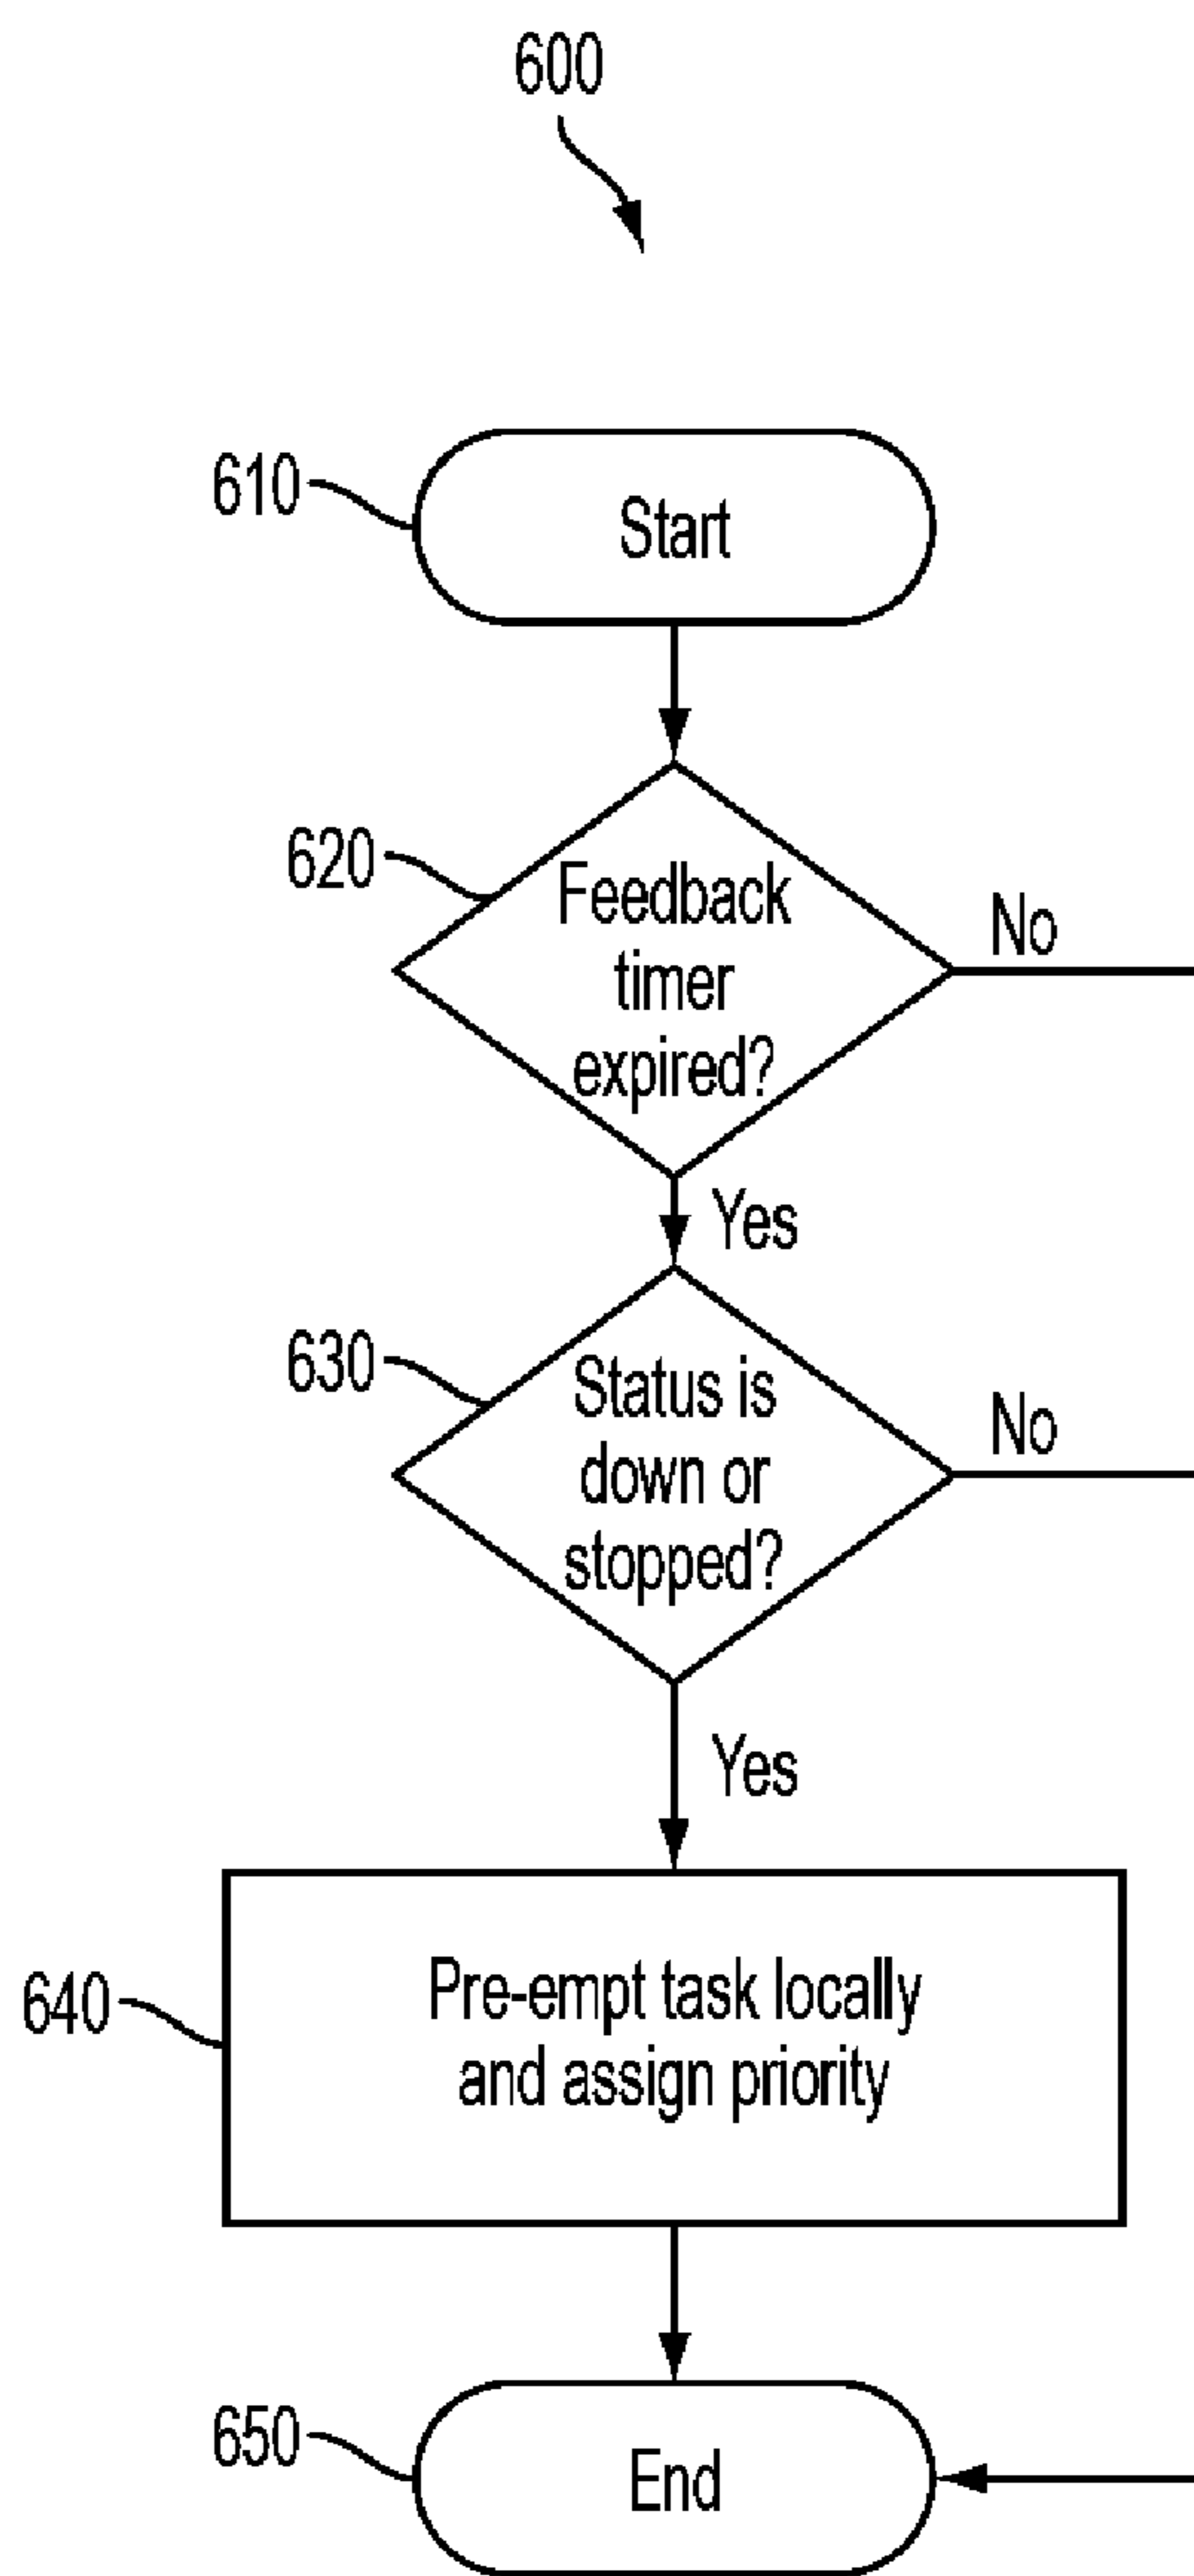 600
610
Start
620
Feedback
timer
expired?
No
Yes
630
Status is
down or
stopped?
No
Yes
640
Pre-empt task locally
and assign priority
650
End